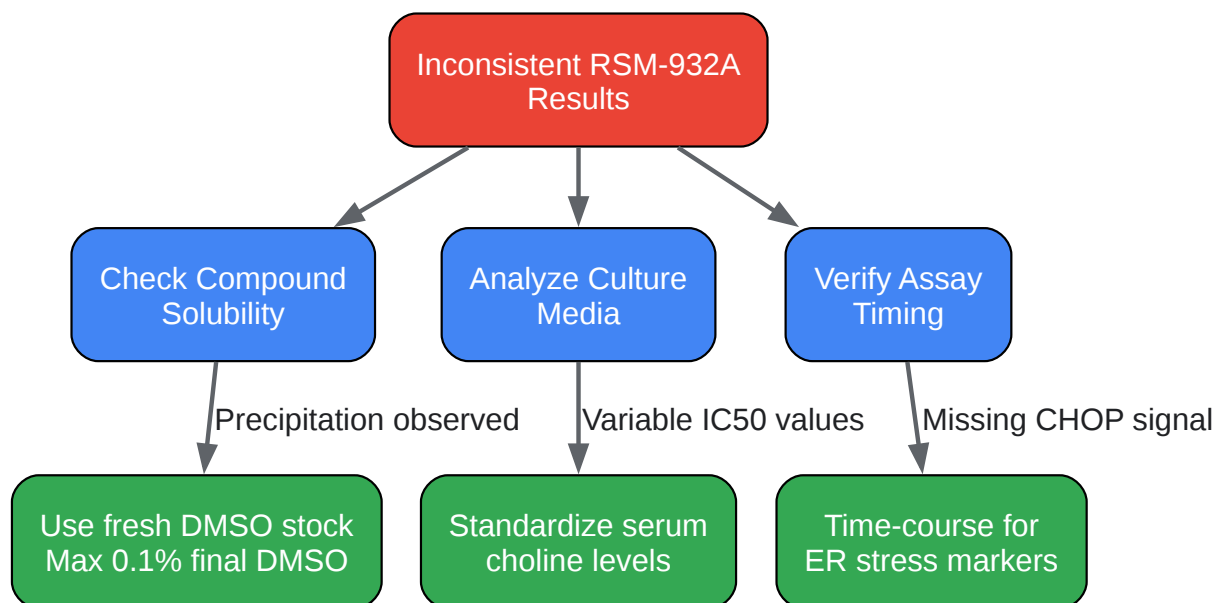 Inconsistent RSM-932A
Results
Check Compound
Solubility
Analyze Culture
Media
Verify Assay
Timing
Precipitation observed
Variable IC50 values
Missing CHOP signal
Use fresh DMSO stock
Max 0.1% final DMSO
Standardize serum
choline levels
Time-course for
ER stress markers